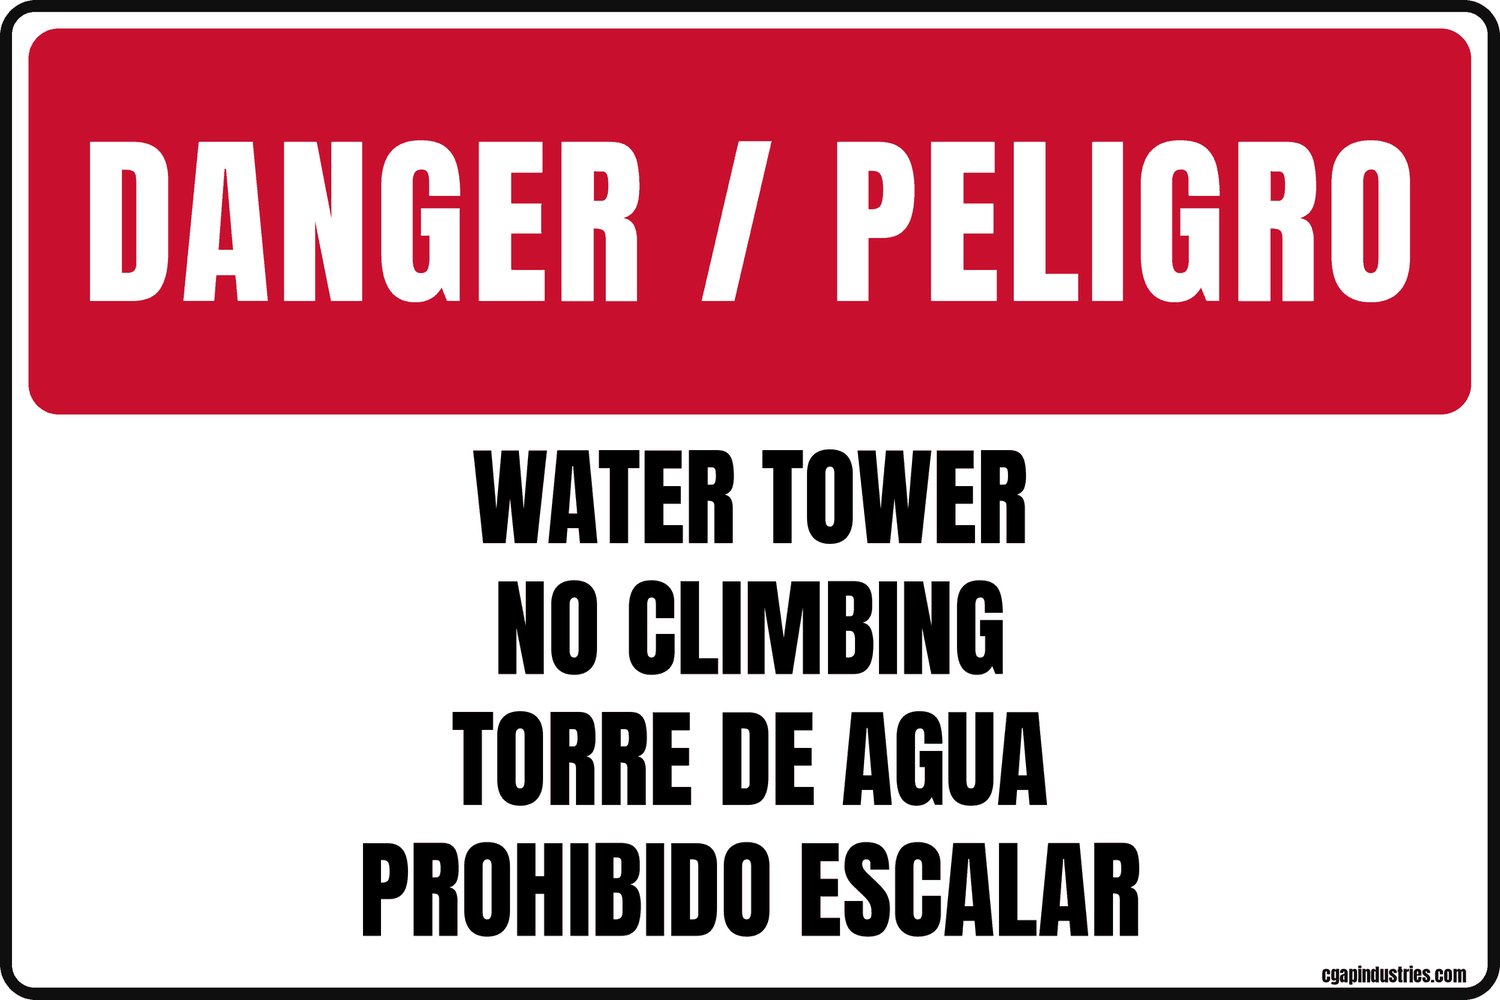 DANGER / PELIGRO
WATER TOWER
NO CLIMBING
TORRE DE AGUA
PROHIBIDO ESCALAR
cgapindustries.com